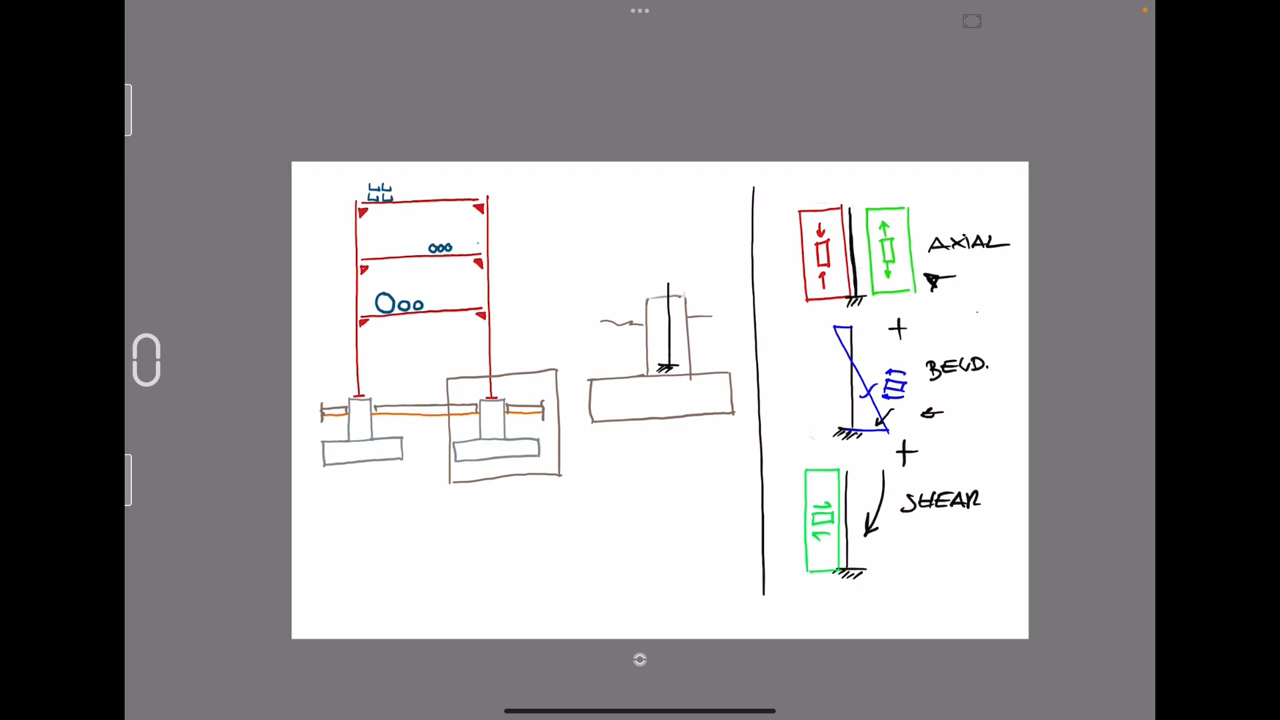 AXIAL
+
BEND.
+
SHEAR